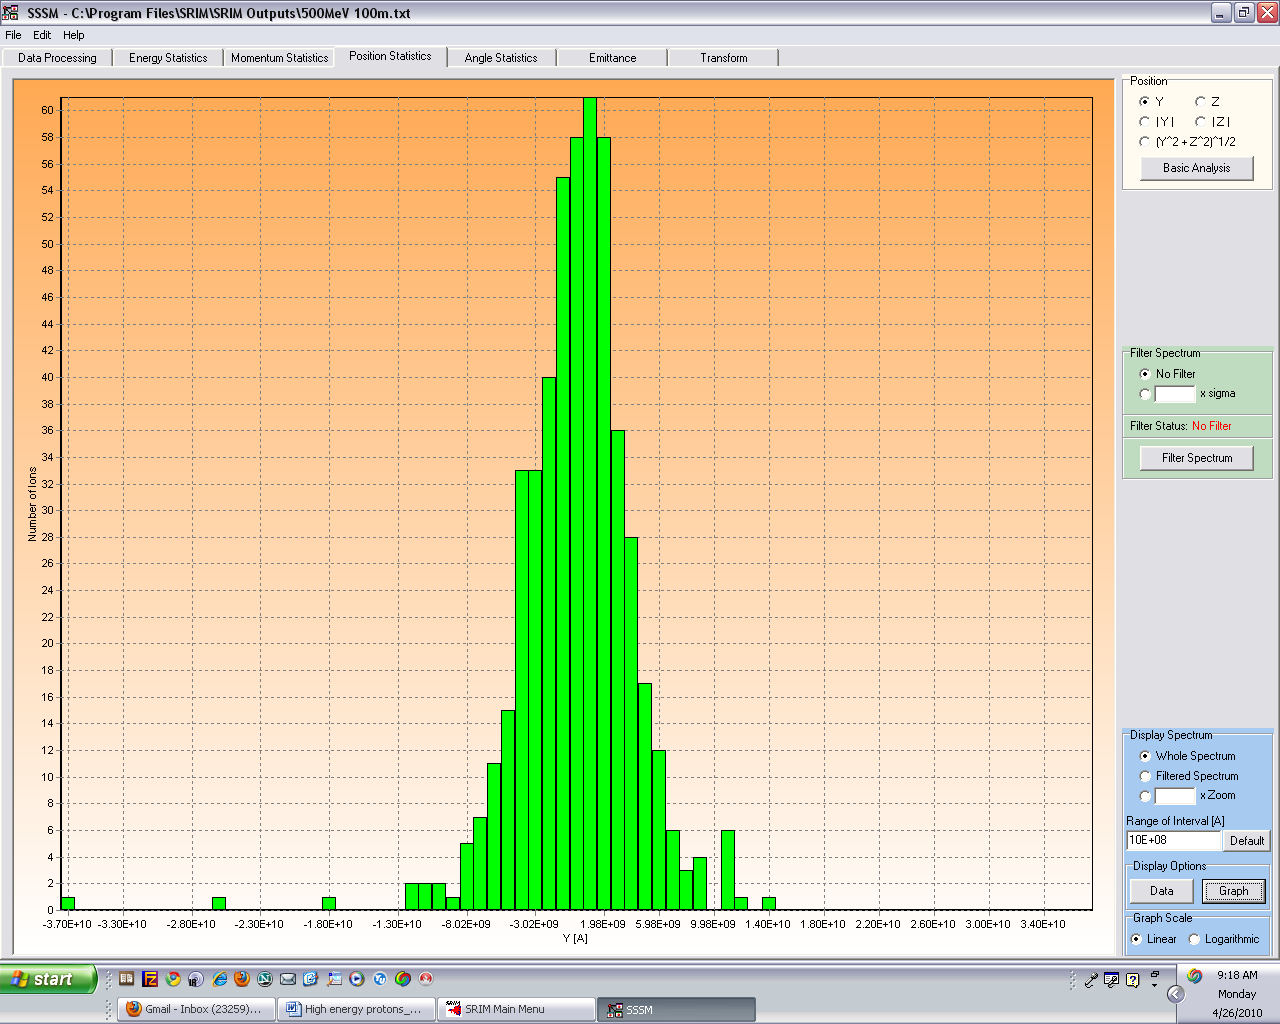 SSSM - C:\Program Files\SRIM\SRIM Outputs\500MeV 100m.txt
File Edit Help
Data Processing Energy Statistics Momentum Statistics Position Statistics Angle Statistics Emittance Transform
Position
Y Z
|Y| |Z|
(Y^2 + Z^2)^1/2
Basic Analysis
60
58
56
54
52
50
48
46
44
42
40
38
36
34
32
30
28
26
24
22
20
18
16
14
12
10
8
6
4
2
0
Number of Ions
-3.70E+10 -3.30E+10 -2.80E+10 -2.30E+10 -1.80E+10 -1.30E+10 -8.02E+09 -3.02E+09 1.98E+09 5.98E+09 9.98E+09 1.40E+10 1.80E+10 2.20E+10 2.60E+10 3.00E+10 3.40E+10
Y [A]
Filter Spectrum
No Filter
x sigma
Filter Status: No Filter
Filter Spectrum
Display Spectrum
Whole Spectrum
Filtered Spectrum
x Zoom
Range of Interval [A]
10E+08 Default
Display Options
Data Graph
Graph Scale
Linear Logarithmic
start
9:18 AM
Monday
4/26/2010
Gmail - Inbox (23259)... High energy protons_... SRIM Main Menu SSSM